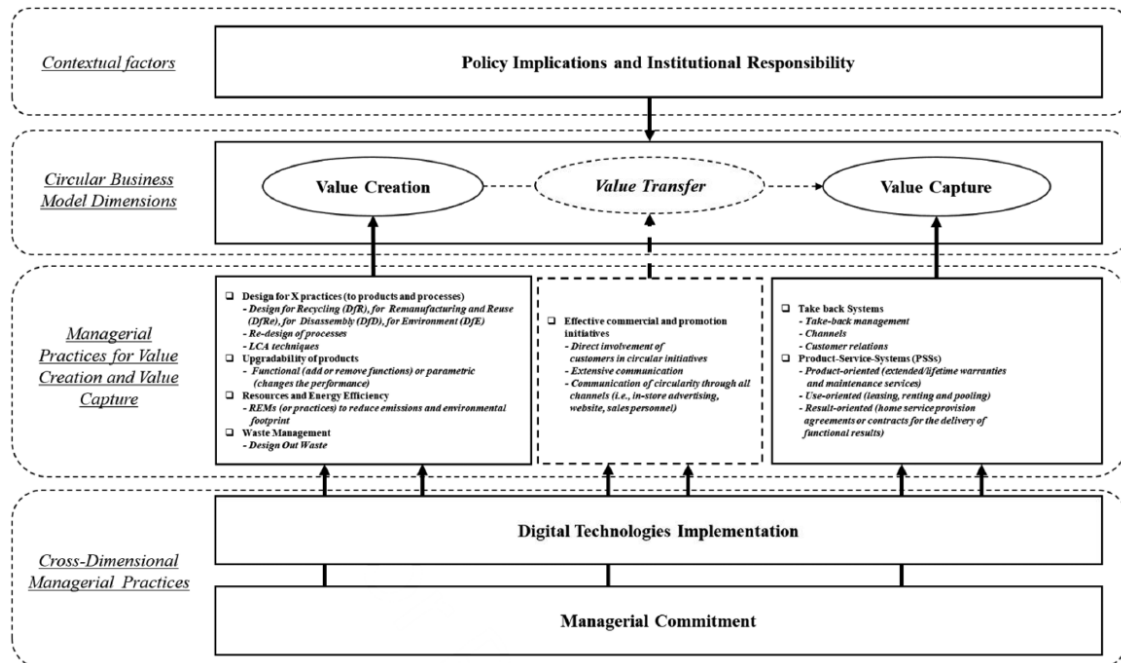 Contextual factors
Policy Implications and Institutional Responsibility
Circular Business
Model Dimensions
Value Creation
Value Transfer
Value Capture
Managerial
Practices for Value
Creation and Value
Capture
❑ Design for X practices (to products and processes)
- Design for Recycling (DfR), for Remanufacturing and Reuse
(DfRe), for Disassembly (DfD), for Environment (DfE)
- Re-design of processes
- LCA techniques
❑ Upgradability of products
- Functional (add or remove functions) or parametric
(changes the performance)
❑ Resources and Energy Efficiency
- REMs (or practices) to reduce emissions and environmental
footprint
❑ Waste Management
- Design Out Waste
❑ Effective commercial and promotion
initiatives
- Direct involvement of
customers in circular initiatives
- Extensive communication
- Communication of circularity through all
channels (i.e., in-store advertising,
website, sales personnel)
❑ Take back Systems
- Take-back management
- Channels
- Customer relations
❑ Product-Service-Systems (PSSs)
- Product-oriented (extended/lifetime warranties
and maintenance services)
- Use-oriented (leasing, renting and pooling)
- Result-oriented (home service provision
agreements or contracts for the delivery of
functional results)
Cross-Dimensional
Managerial Practices
Digital Technologies Implementation
Managerial Commitment